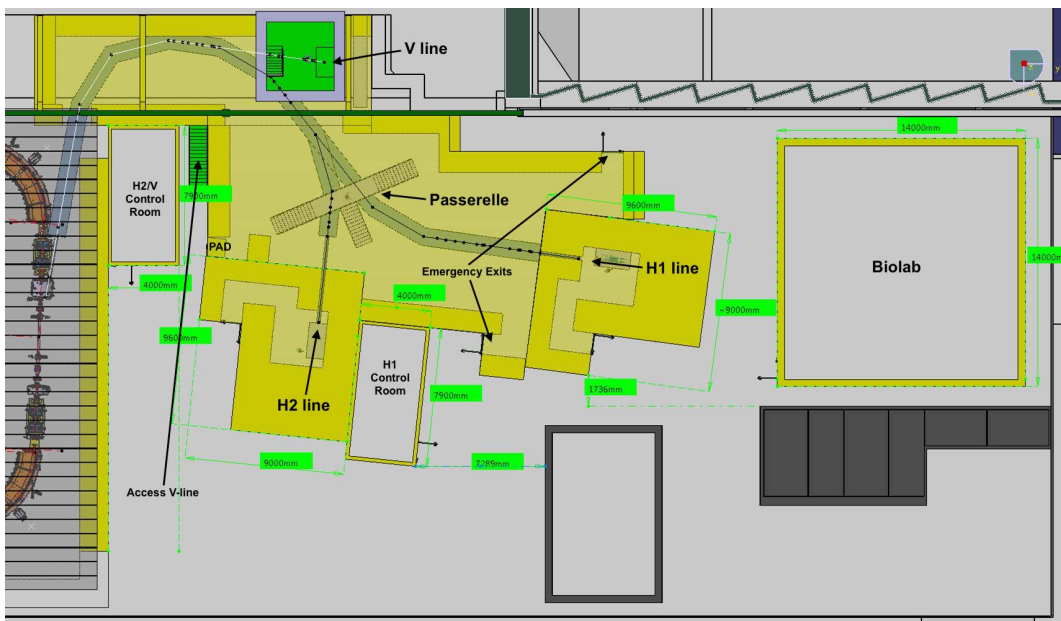 V line
14000mm
H2/V
Control
Room
7900mm
Passerelle
9600mm
PAD
Emergency Exits
H1 line
Biolab
14000mm
4000mm
4000mm
~9000mm
9600mm
H1
Control
Room
H2 line
7900mm
1736mm
9000mm
7289mm
Access V-line
y